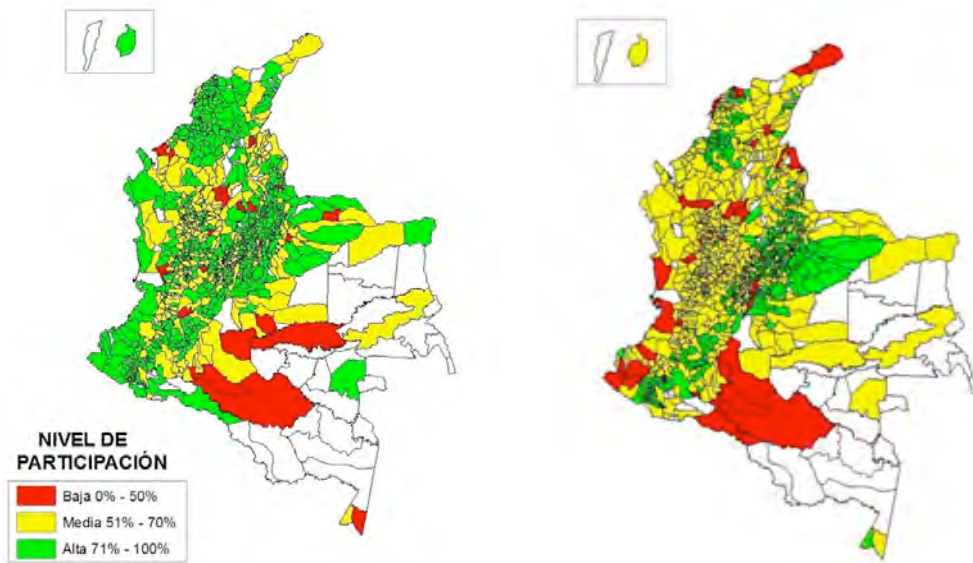 NIVEL DE
PARTICIPACIÓN
Baja 0% - 50%
Media 51% - 70%
Alta 71% - 100%